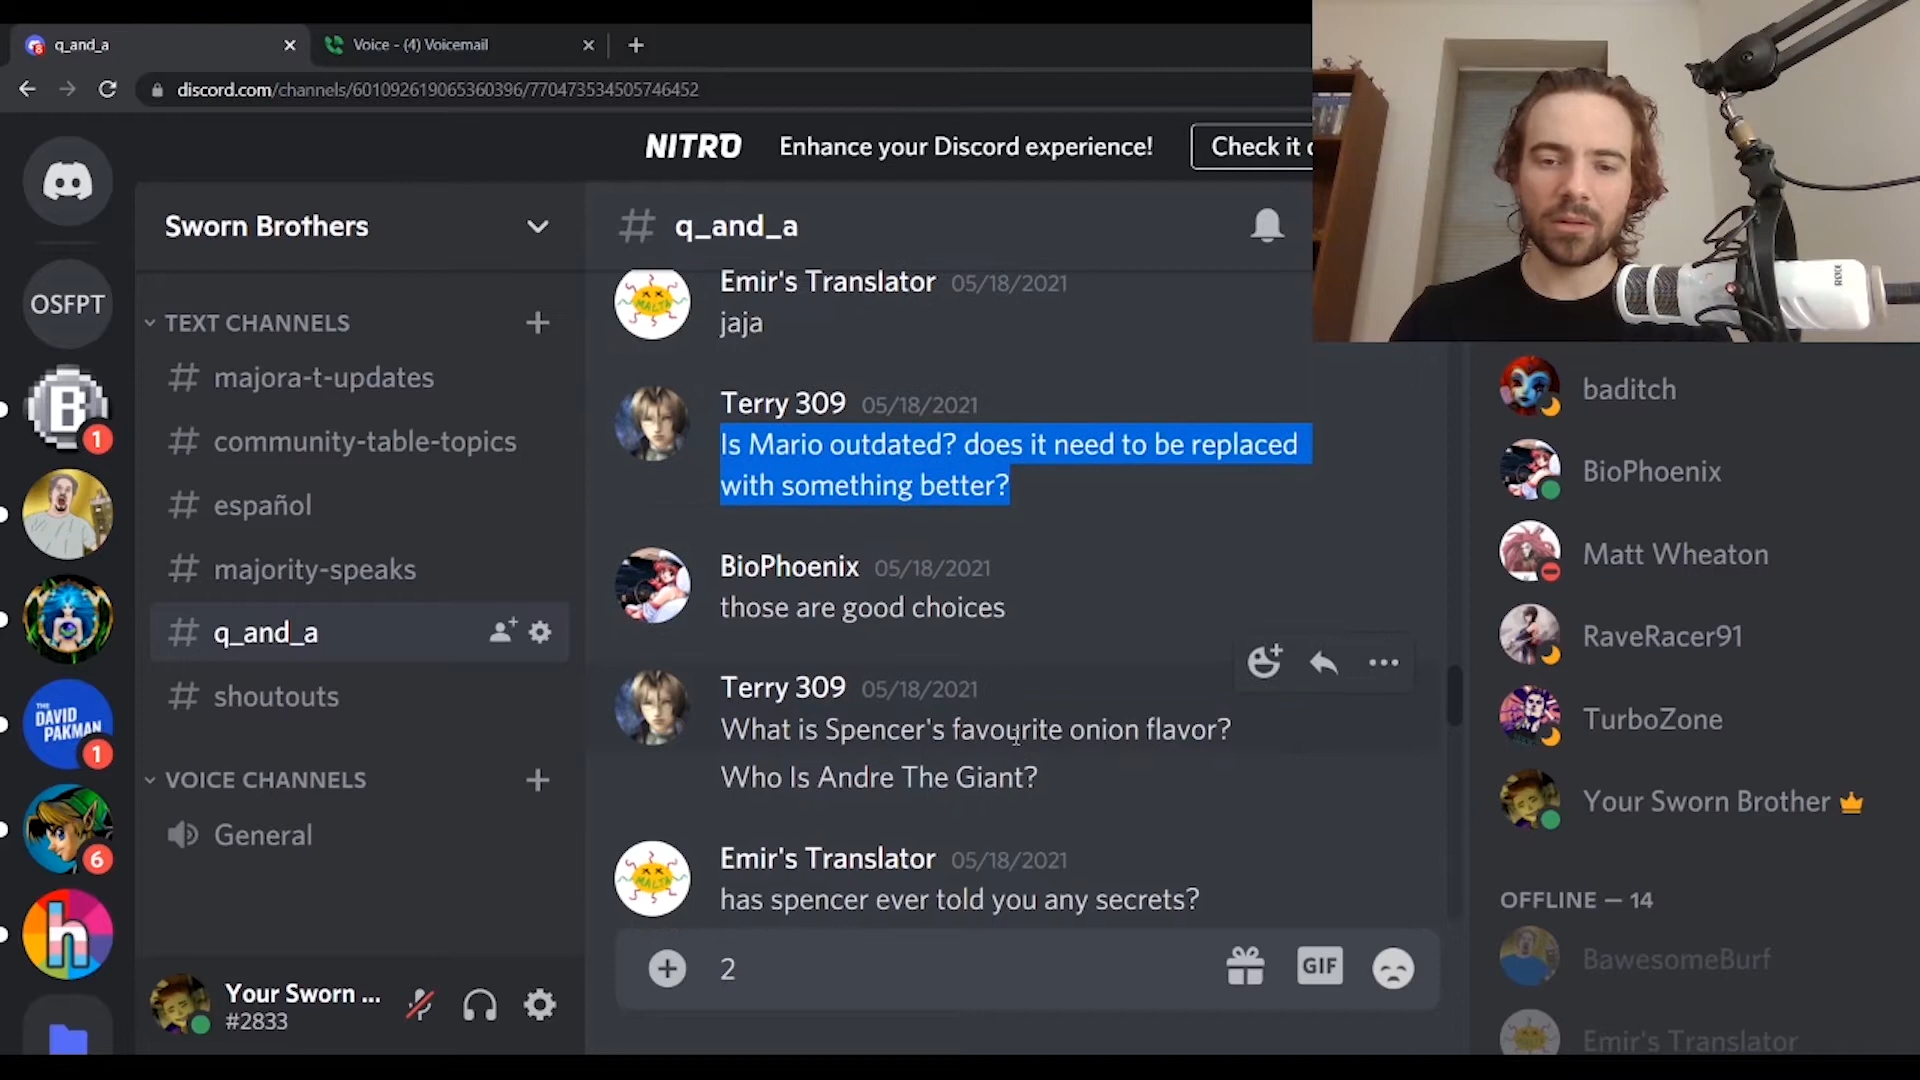 q_and_a
Voice - (4) Voicemail
discord.com/channels/601092619065360396/770473534505746452
NITRO
Enhance your Discord experience!
Check it
OSFPT
1
THE DAVID PAKMAN
1
6
h
Sworn Brothers
TEXT CHANNELS
majora-t-updates
community-table-topics
español
majority-speaks
q_and_a
shoutouts
VOICE CHANNELS
General
Your Sworn ...
#2833
# q_and_a
Emir's Translator 05/18/2021
jaja
Terry 309 05/18/2021
Is Mario outdated? does it need to be replaced
with something better?
BioPhoenix 05/18/2021
those are good choices
Terry 309 05/18/2021
What is Spencer's favourite onion flavor?
Who Is Andre The Giant?
Emir's Translator 05/18/2021
has spencer ever told you any secrets?
2
GIF
RØDE
baditch
BioPhoenix
Matt Wheaton
RaveRacer91
TurboZone
Your Sworn Brother
OFFLINE — 14
BawesomeBurf
Emir's Translator